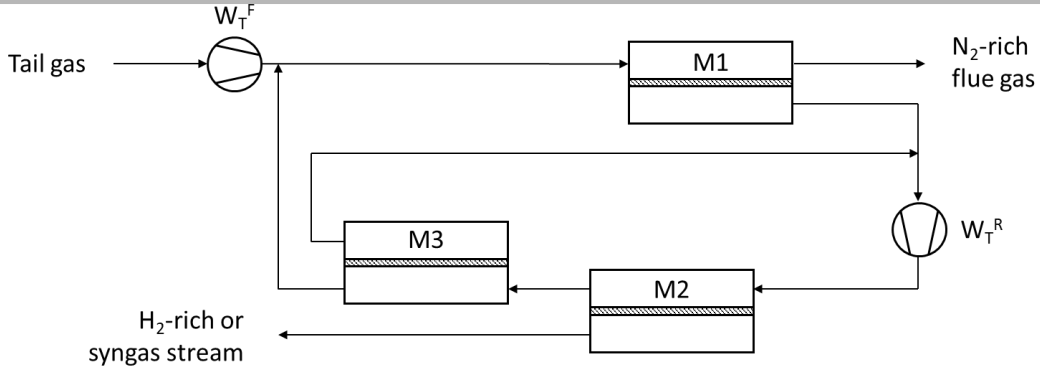 W_T^F
Tail gas
M1
N₂-rich
flue gas
M3
W_T^R
M2
H₂-rich or
syngas stream